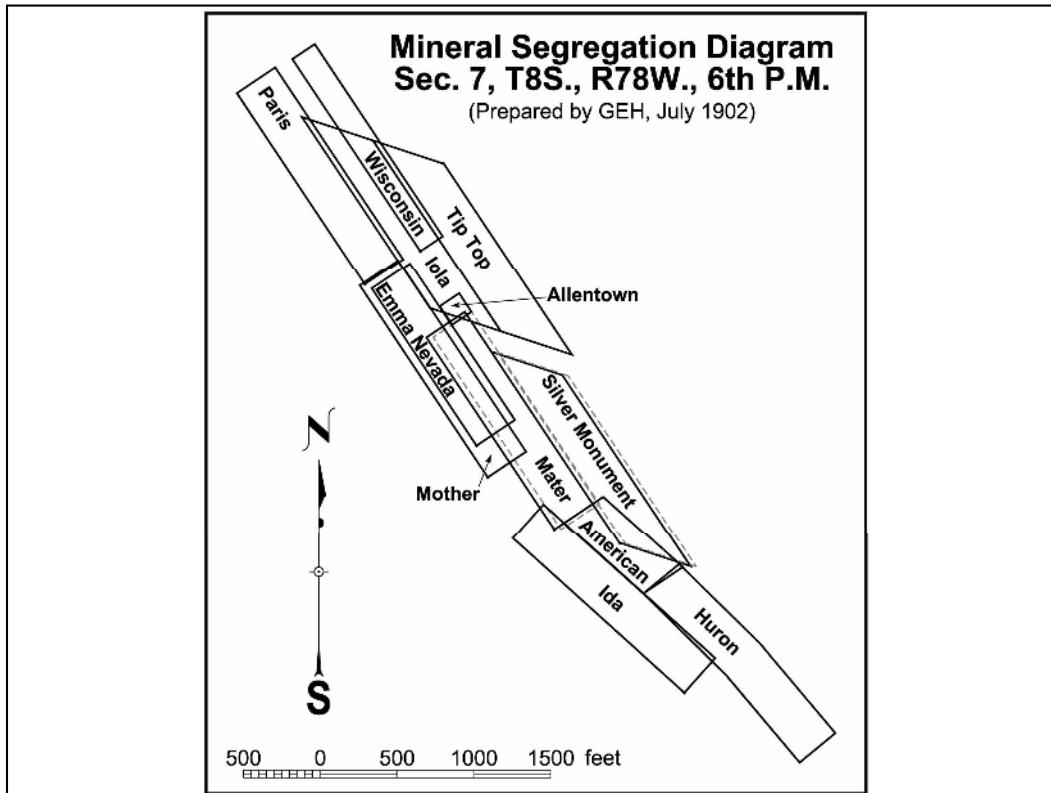 Mineral Segregation Diagram
Sec. 7, T8S., R78W., 6th P.M.
(Prepared by GEH, July 1902)
Paris
Wisconsin
Tip Top
Iola
Allentown
Emma Nevada
Silver Monument
Mother
Mater
American
Ida
Huron
N
S
500 0 500 1000 1500 feet